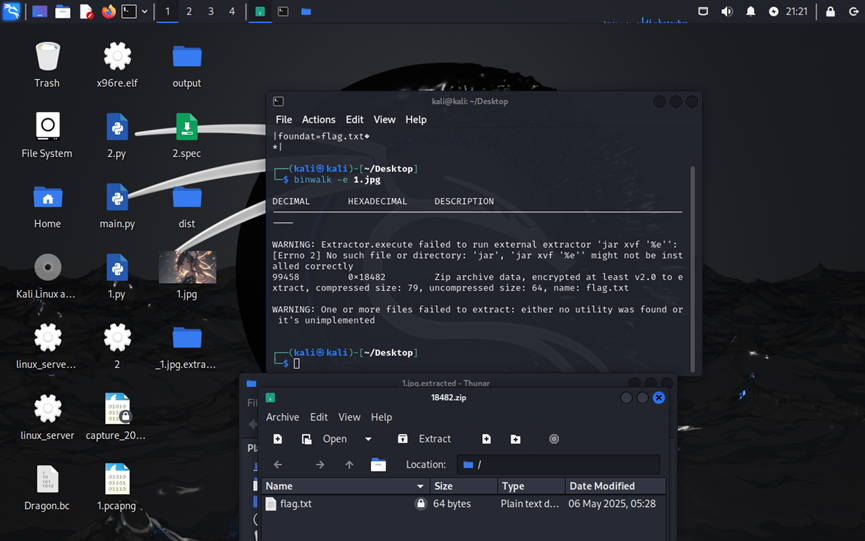 1 2 3 4 21:21
Trash x96re.elf output
File System 2.py 2.spec
Home main.py dist
Kali Linux a... 1.py 1.jpg
linux_serve... 2 _1.jpg.extra...
linux_server capture_20...
Dragon.bc 1.pcapng
kali@kali: ~/Desktop
File Actions Edit View Help
|foundat=flag.txt�
*|
┌──(kali㉿kali)-[~/Desktop]
└─$ binwalk -e 1.jpg
DECIMAL HEXADECIMAL DESCRIPTION
WARNING: Extractor.execute failed to run external extractor 'jar xvf '%e'':
[Errno 2] No such file or directory: 'jar', 'jar xvf '%e'' might not be inst
alled correctly
99458 0×18482 Zip archive data, encrypted at least v2.0 to e
xtract, compressed size: 79, uncompressed size: 64, name: flag.txt
WARNING: One or more files failed to extract: either no utility was found or
it's unimplemented
┌──(kali㉿kali)-[~/Desktop]
└─$
1.jpg.extracted - Thunar
18482.zip
Archive Edit View Help
Open Extract
Location: /
Name Size Type Date Modified
flag.txt 64 bytes Plain text d... 06 May 2025, 05:28